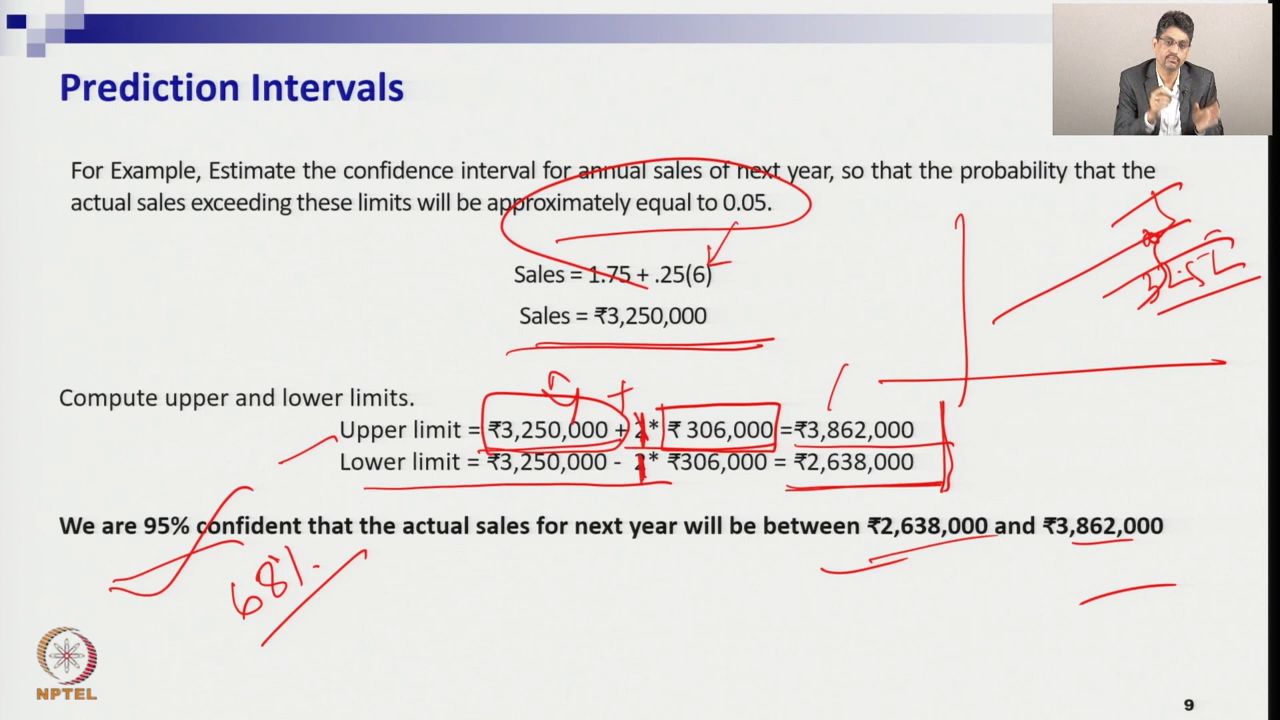 Prediction Intervals
For Example, Estimate the confidence interval for annual sales of next year, so that the probability that the
actual sales exceeding these limits will be approximately equal to 0.05.
Sales = 1.75 + .25(6)
Sales = ₹3,250,000
32.5L
Compute upper and lower limits.
ŷ +
Upper limit = ₹3,250,000 + 2* ₹ 306,000 =₹3,862,000
Lower limit = ₹3,250,000 - 2* ₹306,000 = ₹2,638,000
We are 95% confident that the actual sales for next year will be between ₹2,638,000 and ₹3,862,000
68%
NPTEL
9